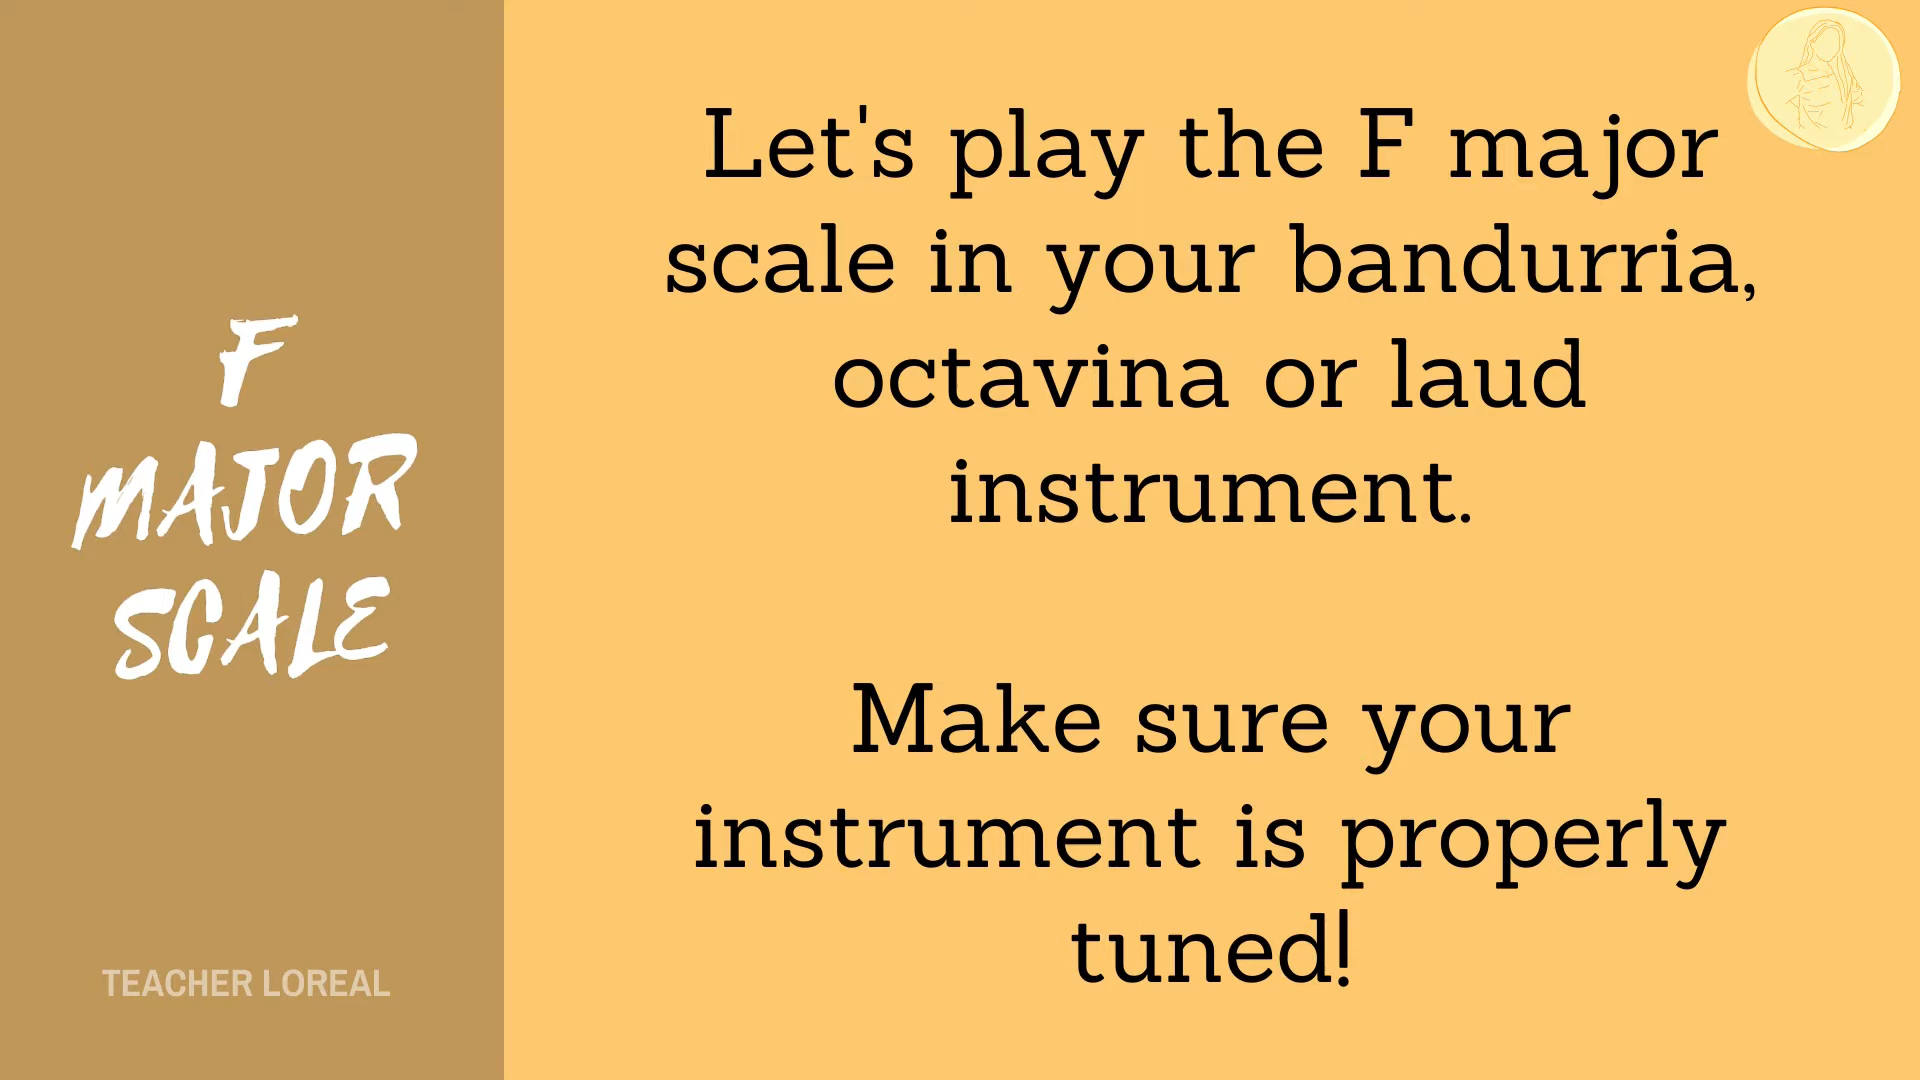 F
MAJOR
SCALE
TEACHER LOREAL
Let's play the F major
scale in your bandurria,
octavina or laud
instrument.
Make sure your
instrument is properly
tuned!